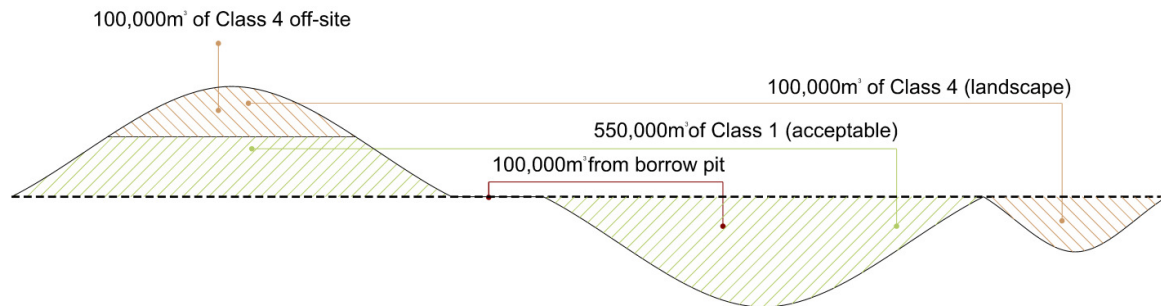 100,000m³ of Class 4 off-site
100,000m³ of Class 4 (landscape)
550,000m³of Class 1 (acceptable)
100,000m³from borrow pit